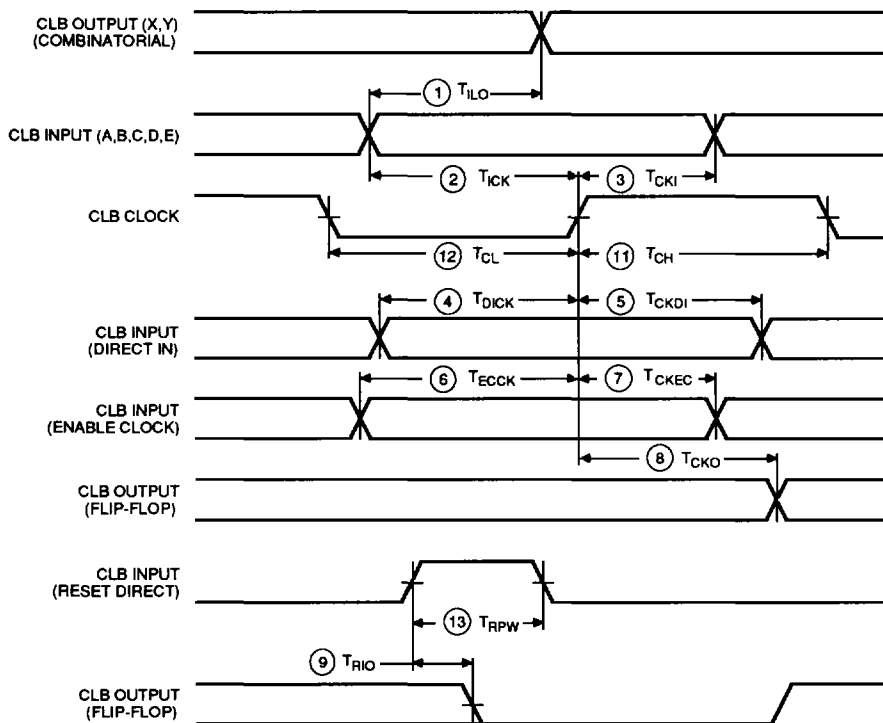 CLB OUTPUT (X,Y)
(COMBINATORIAL)
1 TILO
CLB INPUT (A,B,C,D,E)
2 TICK
3 TCKI
CLB CLOCK
12 TCL
11 TCH
4 TDICK
5 TCKDI
CLB INPUT
(DIRECT IN)
6 TECCK
7 TCKEC
CLB INPUT
(ENABLE CLOCK)
8 TCKO
CLB OUTPUT
(FLIP-FLOP)
CLB INPUT
(RESET DIRECT)
13 TRPW
9 TRIO
CLB OUTPUT
(FLIP-FLOP)